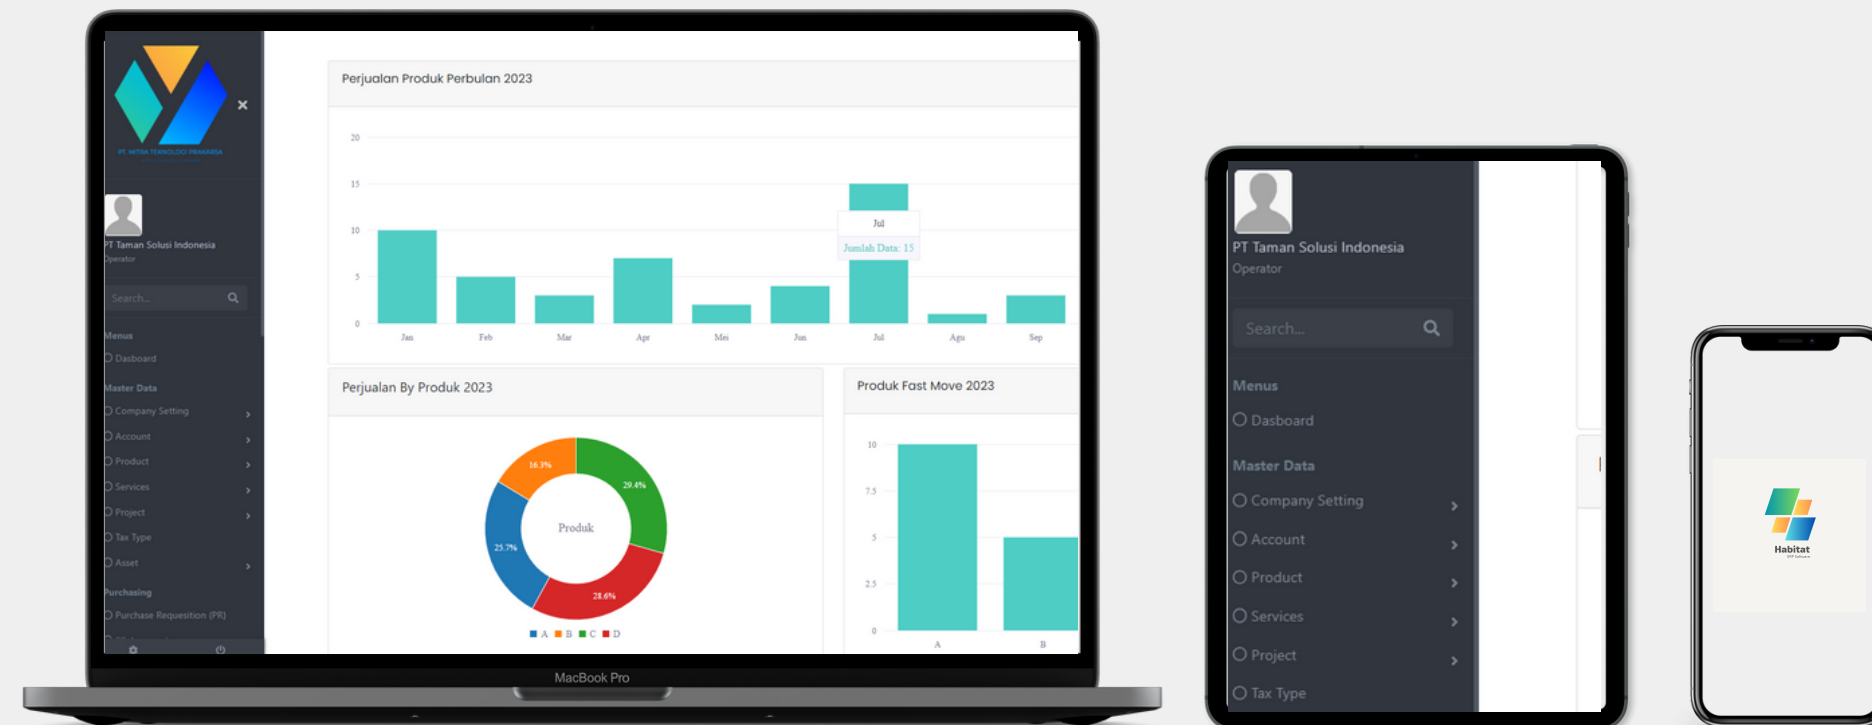 PT. MITRA TEKNOLOGI PRAKARSA
PT Taman Solusi Indonesia
Operator
Search...
Menus
Dasboard
Master Data
Company Setting
Account
Product
Services
Project
Tax Type
Asset
Purchasing
Purchase Requesition (PR)
Perjualan Produk Perbulan 2023
20
15
10
5
0
Jul
Jumlah Data: 15
Jan Feb Mar Apr Mei Jun Jul Agu Sep
Perjualan By Produk 2023
16.3%
29.4%
Produk
25.7%
28.6%
A B C D
Produk Fast Move 2023
10
7.5
5
2.5
0
A B
MacBook Pro
PT Taman Solusi Indonesia
Operator
Search...
Menus
Dasboard
Master Data
Company Setting
Account
Product
Services
Project
Tax Type
Habitat